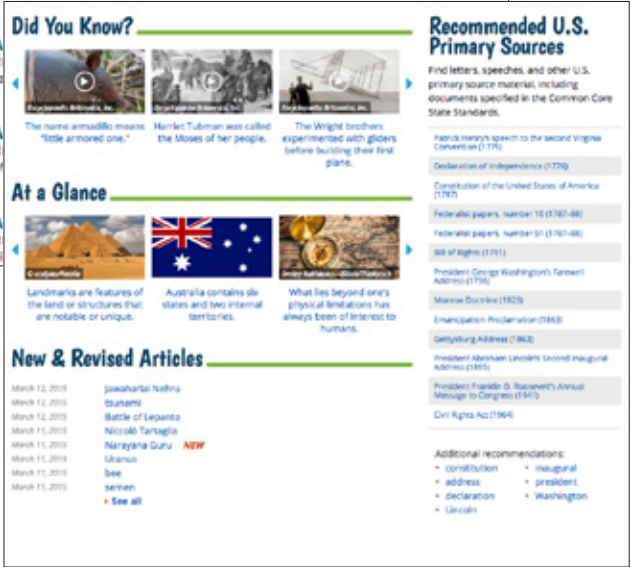 Did You Know?
Encyclopædia Britannica, Inc.
Encyclopædia Britannica, Inc.
Encyclopædia Britannica, Inc.
The name armadillo means
"little armored one."
Harriet Tubman was called
the Moses of her people.
The Wright brothers
experimented with gliders
before building their first
plane.
At a Glance
Landmarks are features of
the land or structures that
are notable or unique.
Australia contains six
states and two internal
territories.
What lies beyond one's
physical limitations has
always been of interest to
humans.
New & Revised Articles
March 12, 2015 Jawaharlal Nehru
March 12, 2015 tsunami
March 12, 2015 Battle of Lepanto
March 11, 2015 Niccolò Tartaglia
March 11, 2015 Narayana Guru NEW
March 11, 2015 Uranus
March 11, 2015 bee
March 11, 2015 semen
See all
Recommended U.S.
Primary Sources
Find letters, speeches, and other U.S.
primary source material, including
documents specified in the Common Core
State Standards.
Patrick Henry's speech to the second Virginia
Convention (1775)
Declaration of Independence (1776)
Constitution of the United States of America
(1787)
Federalist papers, number 10 (1787-88)
Federalist papers, number 51 (1787-88)
Bill of Rights (1791)
President George Washington's Farewell
Address (1796)
Monroe Doctrine (1823)
Emancipation Proclamation (1863)
Gettysburg Address (1863)
President Abraham Lincoln's Second Inaugural
Address (1865)
President Franklin D. Roosevelt's Annual
Message to Congress (1941)
Civil Rights Act (1964)
Additional recommendations:
• constitution • inaugural
• address • president
• declaration • Washington
• Lincoln